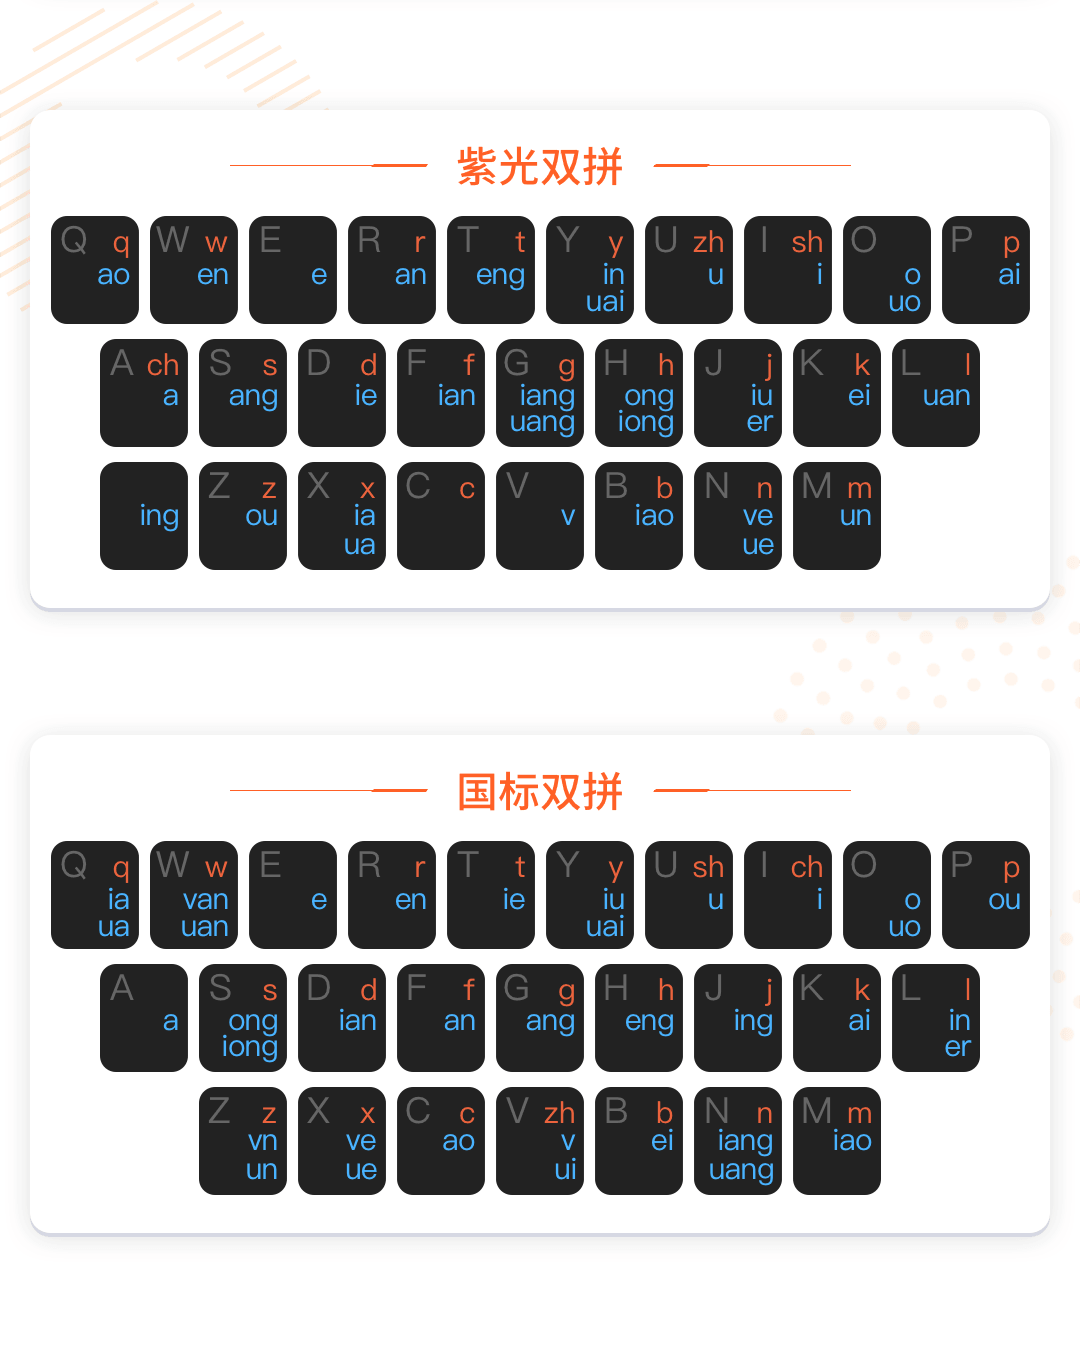 紫光双拼
Q q W w E R r T t Y y U zh I sh O P p
ao en e an eng in u i o ai
uai uo
A ch S s D d F f G g H h J j K k L l
a ang ie ian iang ong iu ei uan
uang iong er
Z z X x C c V B b N n M m
ing ou ia v iao ve un
ua ue
国标双拼
Q q W w E R r T t Y y U sh I ch O P p
ia van e en ie iu u i o ou
ua uan uai uo
A S s D d F f G g H h J j K k L l
a ong ian an ang eng ing ai in
iong er
Z z X x C c V zh B b N n M m
vn ve ao v ei iang iao
un ue ui uang